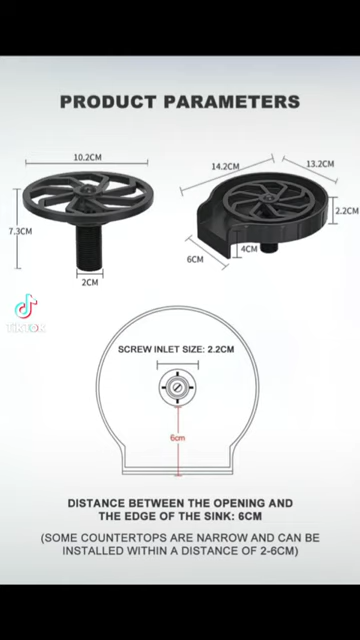 PRODUCT PARAMETERS
10.2CM
7.3CM
2CM
14.2CM
13.2CM
2.2CM
4CM
6CM
TikTok
SCREW INLET SIZE: 2.2CM
6cm
DISTANCE BETWEEN THE OPENING AND
THE EDGE OF THE SINK: 6CM
(SOME COUNTERTOPS ARE NARROW AND CAN BE
INSTALLED WITHIN A DISTANCE OF 2-6CM)